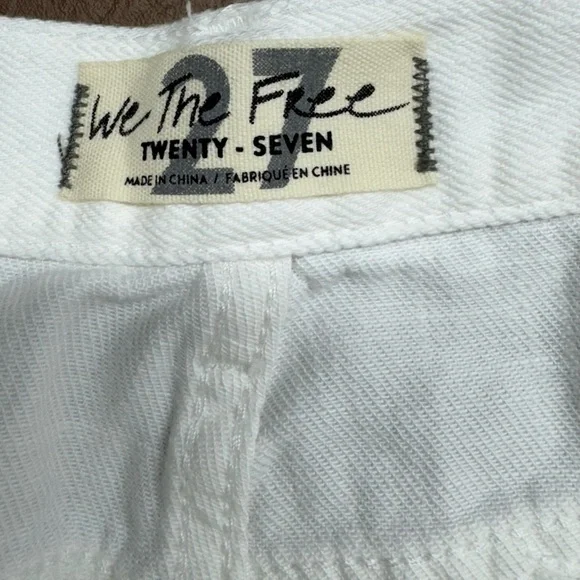 27
We The Free
TWENTY - SEVEN
MADE IN CHINA / FABRIQUÉ EN CHINE